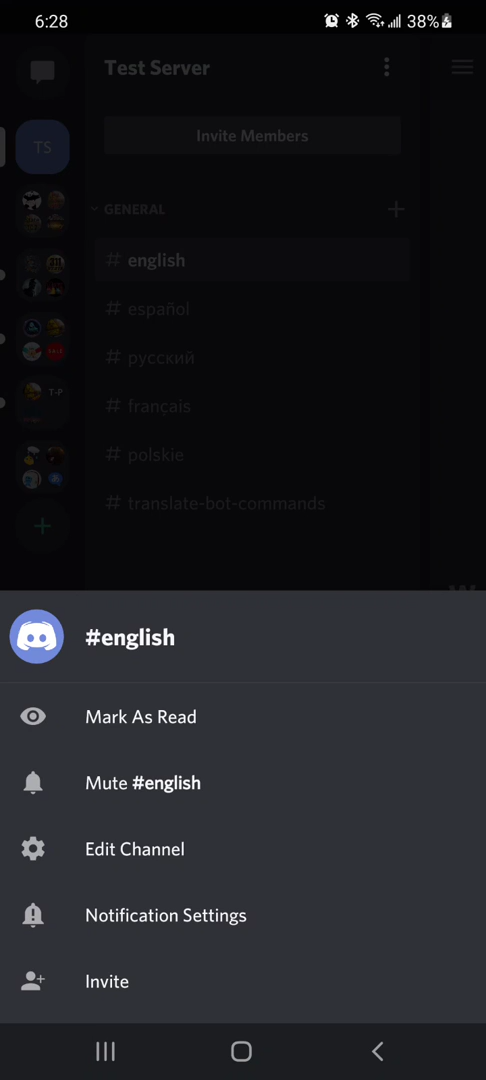 6:28
38%
Test Server
TS
Invite Members
GENERAL
# english
# español
# русский
# français
T-P
# polskie
# translate-bot-commands
#english
Mark As Read
Mute #english
Edit Channel
Notification Settings
Invite